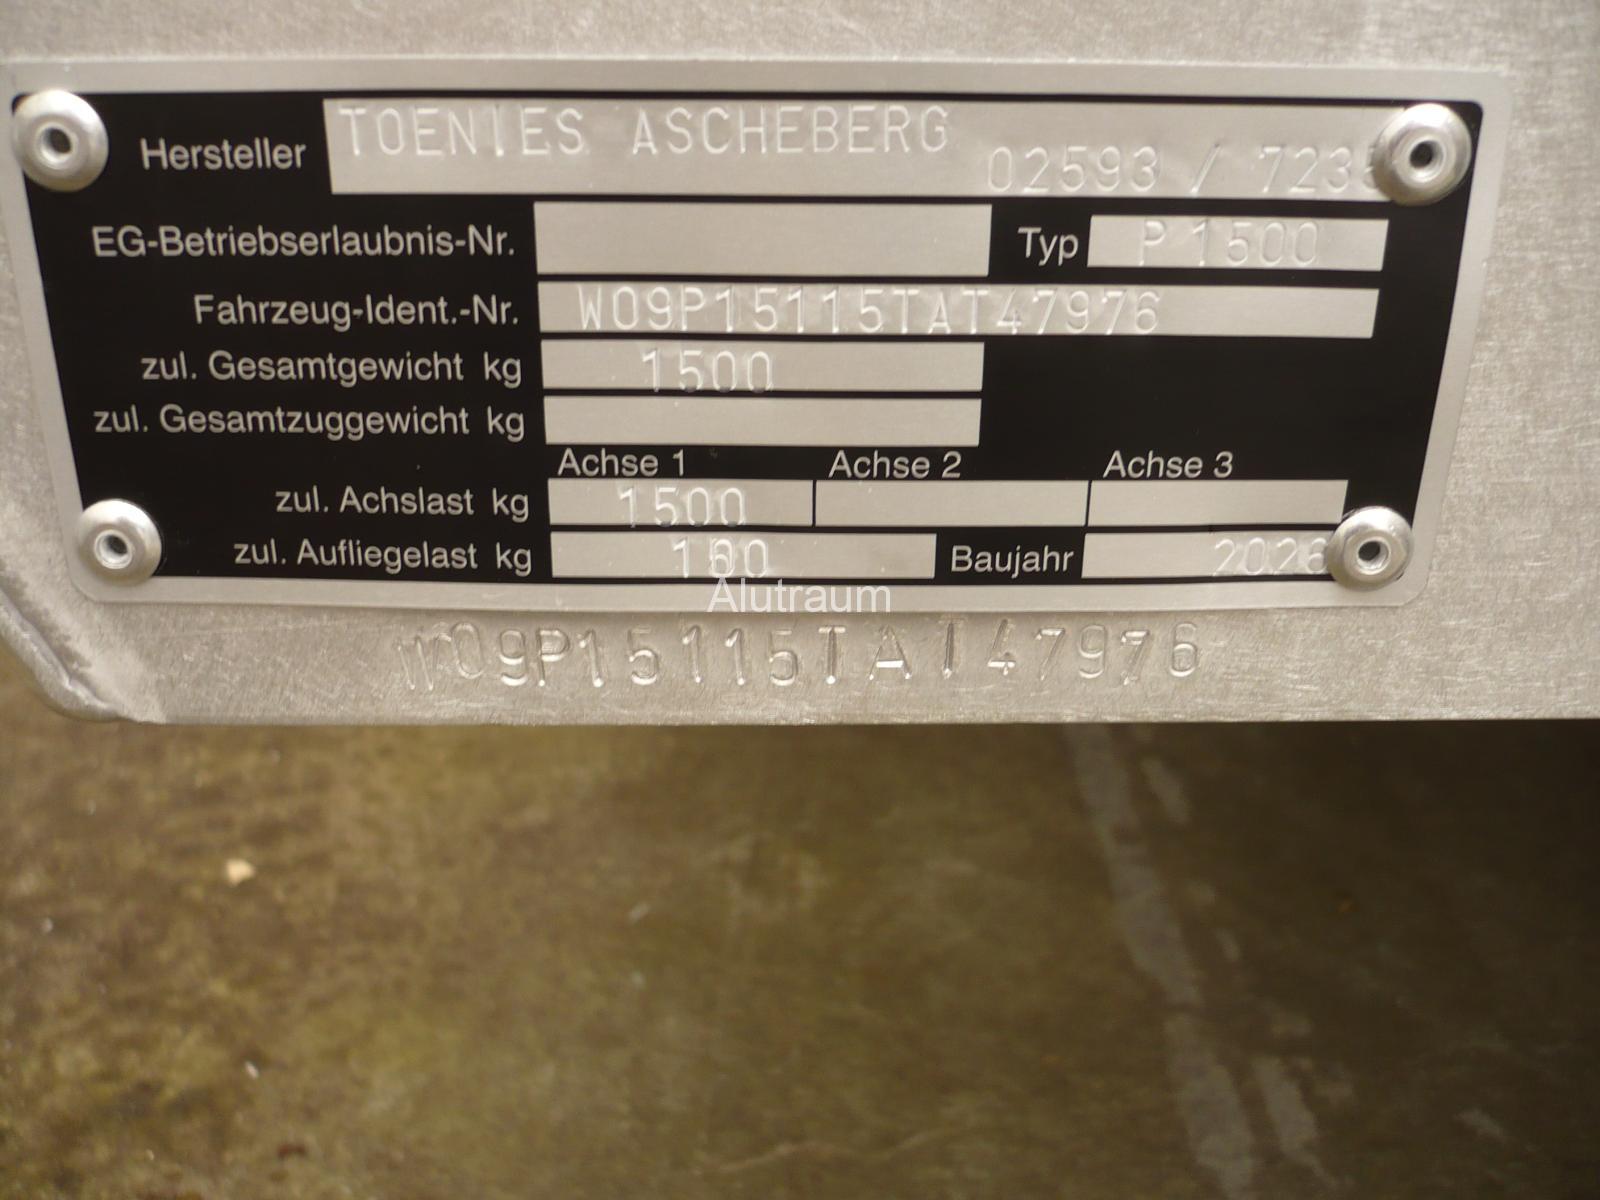 Hersteller TOENIES ASCHEBERG 02593 / 723
EG-Betriebserlaubnis-Nr. Typ P 1500
Fahrzeug-Ident.-Nr. W09P15115TAT47976
zul. Gesamtgewicht kg 1500
zul. Gesamtzuggewicht kg
Achse 1 Achse 2 Achse 3
zul. Achslast kg 1500
zul. Aufliegelast kg Baujahr 2026
Alutraum
W09P15115TAT47976